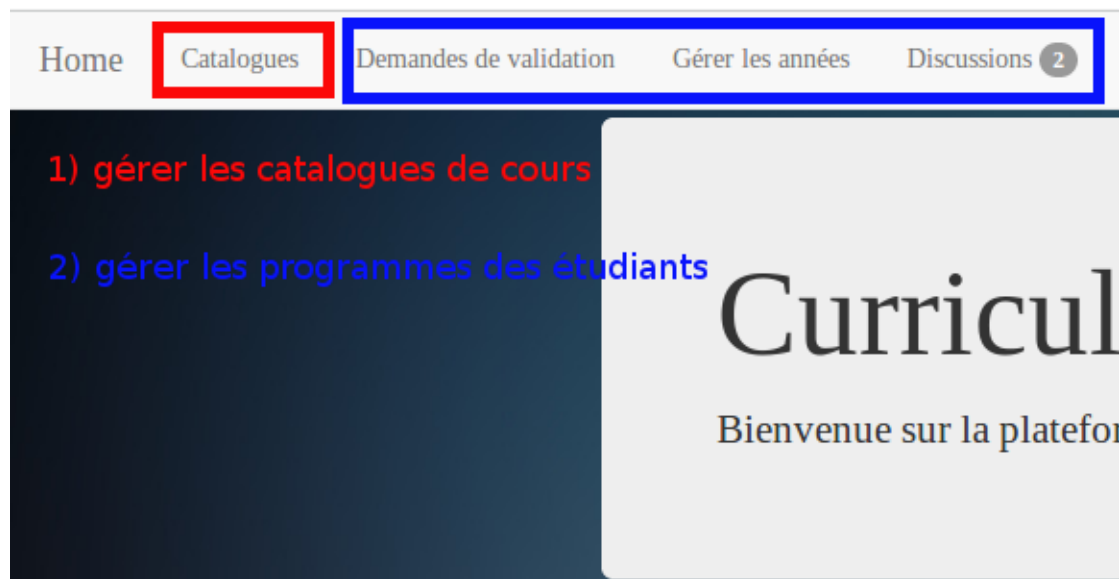 Home Catalogues Demandes de validation Gérer les années Discussions 2
1) gérer les catalogues de cours
2) gérer les programmes des étudiants
Curricul
Bienvenue sur la platefor